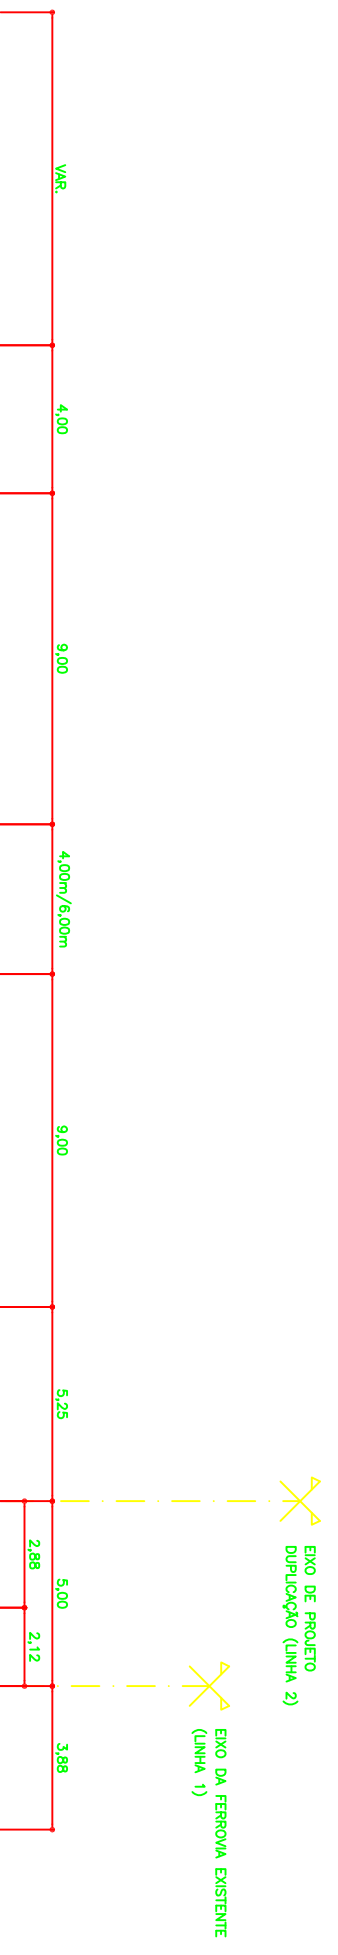 VAR.
4,00
9,00
4,00m/6,00m
9,00
5,25
5,00
2,88
2,12
3,88
EIXO DE PROJETO
DUPLICAÇÃO (LINHA 2)
EIXO DA FERROVIA EXISTENTE
(LINHA 1)